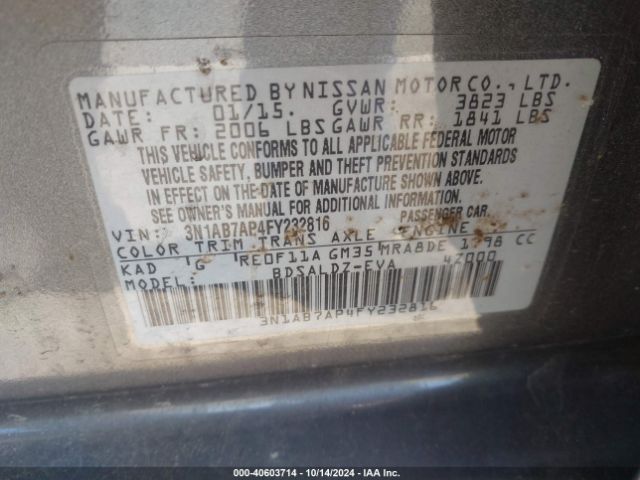 MANUFACTURED BY NISSAN MOTOR CO., LTD.
DATE: 01/15. GVWR: 3823 LBS
GAWR FR: 2006 LBS GAWR RR: 1841 LBS
THIS VEHICLE CONFORMS TO ALL APPLICABLE FEDERAL MOTOR
VEHICLE SAFETY, BUMPER AND THEFT PREVENTION STANDARDS
IN EFFECT ON THE DATE OF MANUFACTURE SHOWN ABOVE.
SEE OWNER'S MANUAL FOR ADDITIONAL INFORMATION.
VIN: 3N1AB7AP4FY232816 PASSENGER CAR
COLOR TRIM TRANS AXLE ENGINE
KAD G RE0F11A GM35 MRA8DE 1798 CC
MODEL: BDSALDZ-EVA 4Z000
3N1AB7AP4FY232816
000-40603714 | 10/14/2024 - IAA